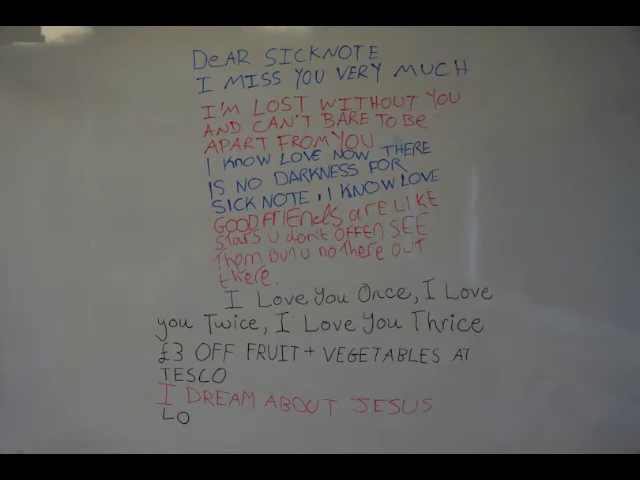 DeAR SICKNOTE
I MISS YOU VERY MUCH
I'M LOST WITHOUT YOU
AND CAN'T BARE TO Be
APART FROM YOU
I KNOW LOVE NOW THERE
IS NO DARKNESS FOR
SICK NOTE, I KNOW LOVE
GOOD FRIENdS aRE LIKE
STaRS U don't OFFEN SEE
THEM BUT U no THere OUT
there.
I Love You Once, I Love
you Twice, I Love You Thrice
£3 OFF FRUIT + VEGETABLES AT
TESCO
I DREAM ABOUT JESUS
LO